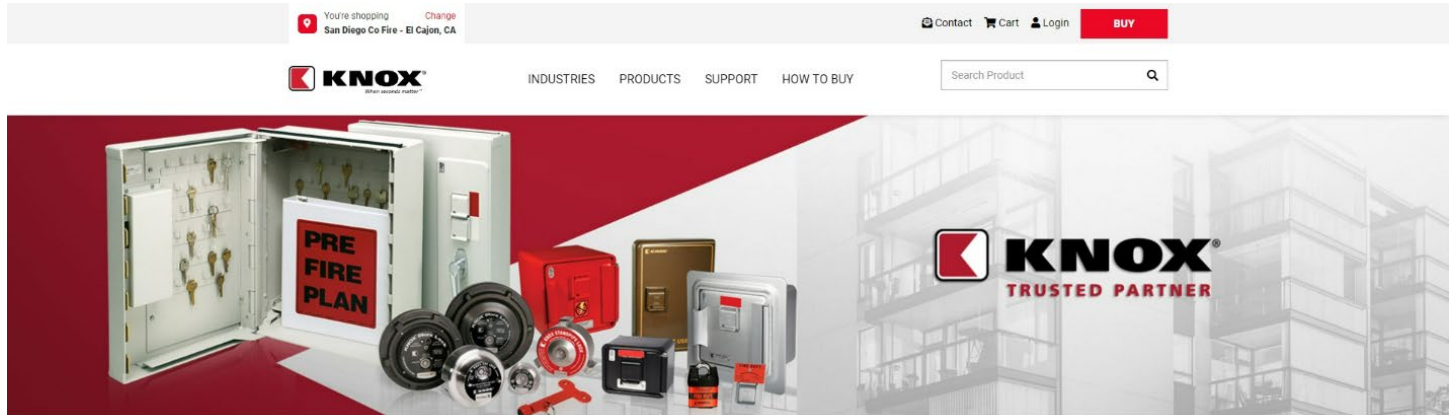 You're shopping Change
San Diego Co Fire - El Cajon, CA
Contact Cart Login BUY
KNOX®
When seconds matter™
INDUSTRIES PRODUCTS SUPPORT HOW TO BUY
Search Product
PRE
FIRE
PLAN
KNOX®
TRUSTED PARTNER